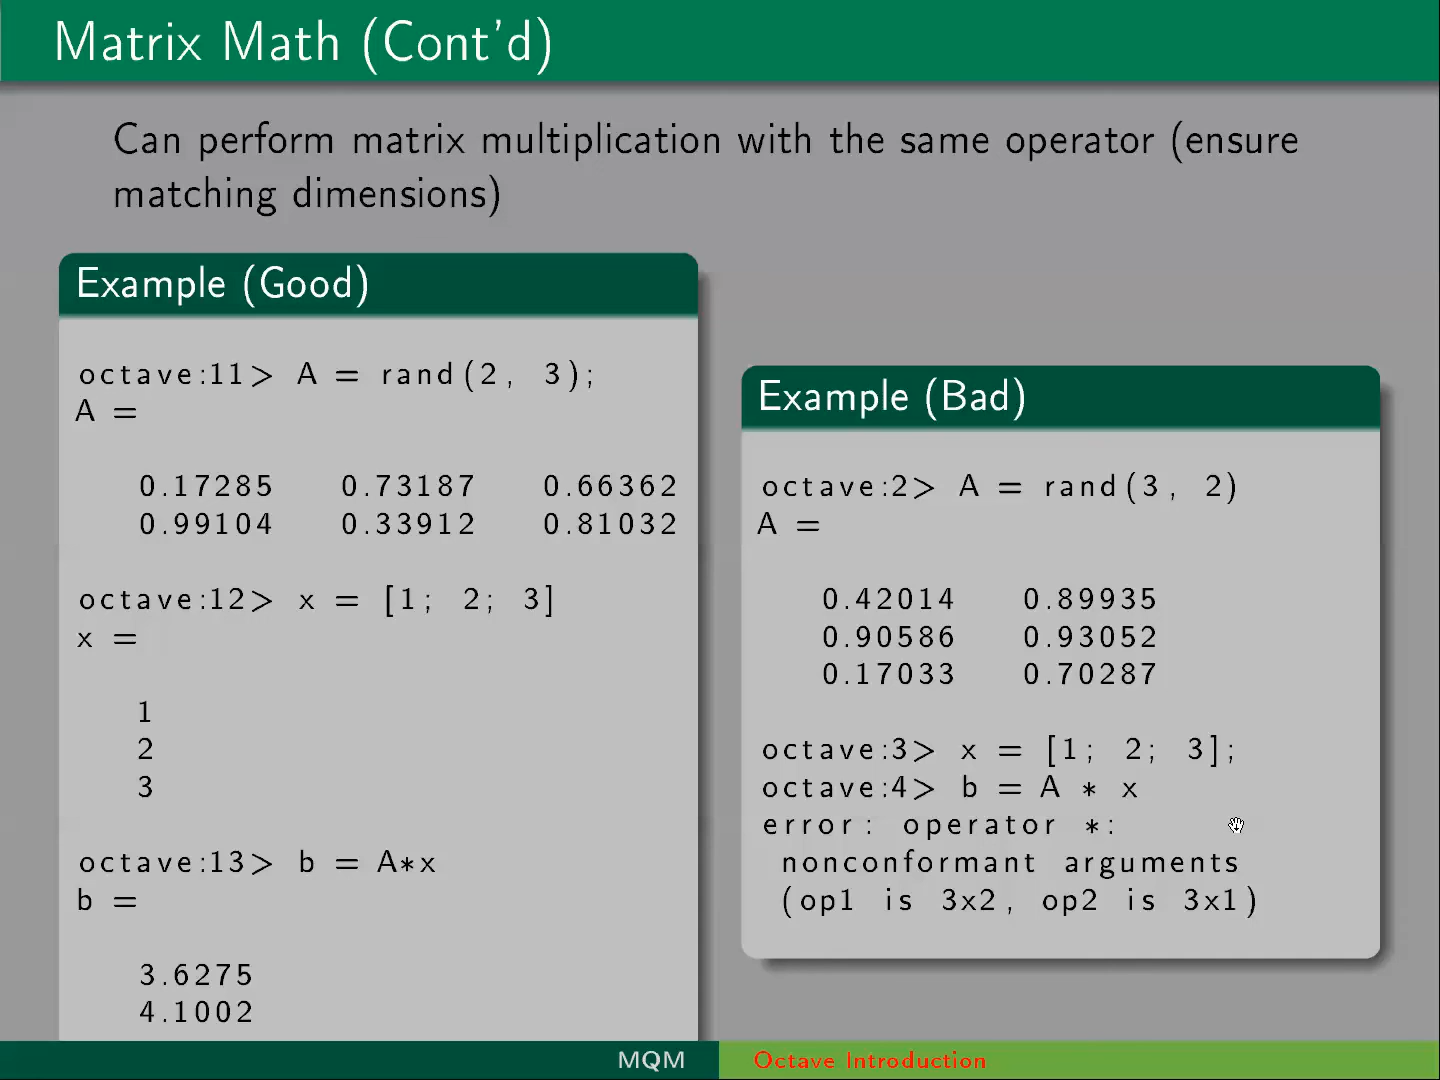 Matrix Math (Cont'd)
Can perform matrix multiplication with the same operator (ensure
matching dimensions)
Example (Good)
octave:11> A = rand(2, 3);
A =
0.17285 0.73187 0.66362
0.99104 0.33912 0.81032
octave:12> x = [1; 2; 3]
x =
1
2
3
octave:13> b = A*x
b =
3.6275
4.1002
Example (Bad)
octave:2> A = rand(3, 2)
A =
0.42014 0.89935
0.90586 0.93052
0.17033 0.70287
octave:3> x = [1; 2; 3];
octave:4> b = A * x
error: operator *:
nonconformant arguments
(op1 is 3x2, op2 is 3x1)
MQM
Octave Introduction